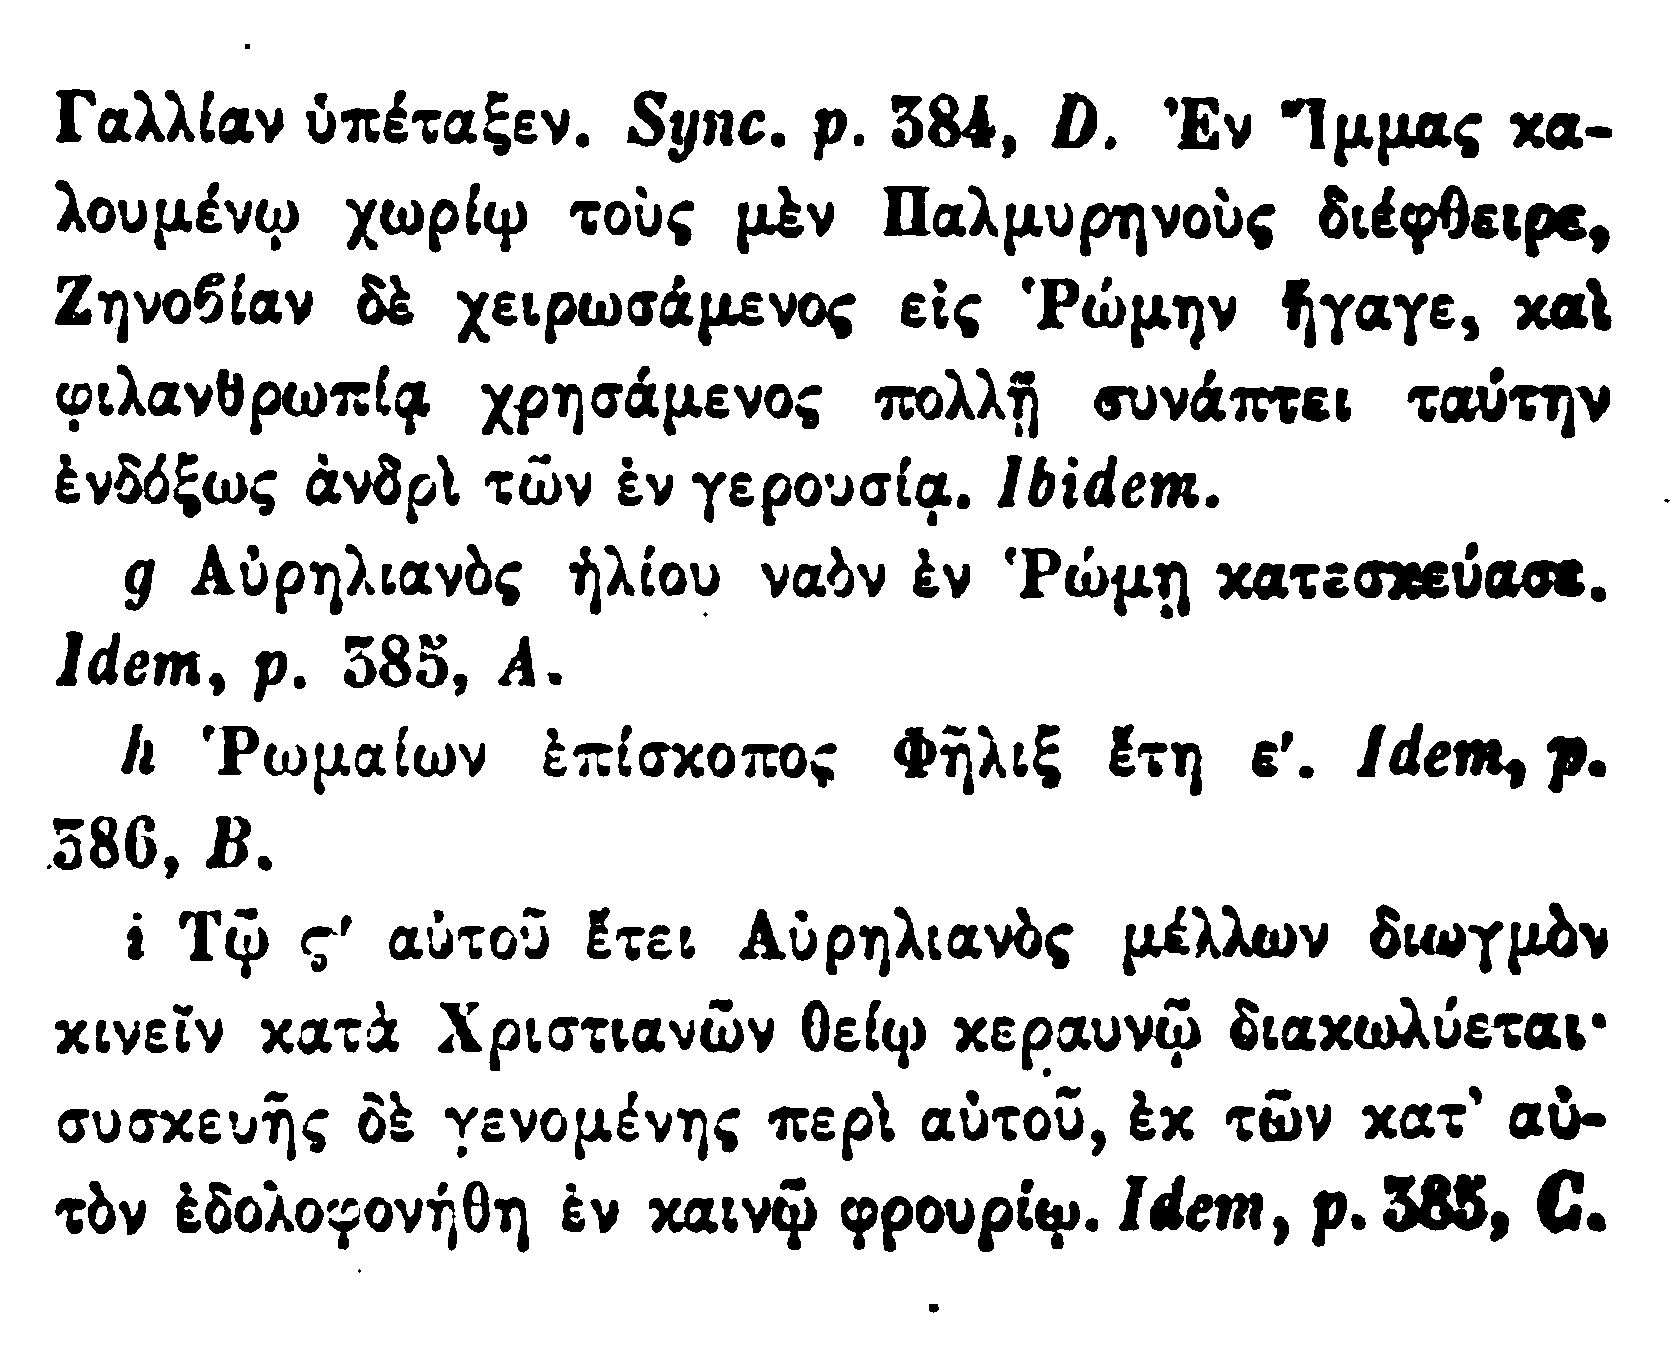 Γαλλίαν ὑπέταξεν. Sync. p. 384, D. Ἐν Ἴμμας κα-
λουμένῳ χωρίῳ τοὺς μὲν Παλμυρηνοὺς διέφθειρε,
Ζηνοϐίαν δὲ χειρωσάμενος εἰς Ῥώμην ἤγαγε, καὶ
φιλανθρωπίᾳ χρησάμενος πολλῇ συνάπτει ταύτην
ἐνδόξως ἀνδρὶ τῶν ἐν γερουσίᾳ. Ibidem.
g Αὐρηλιανὸς ἡλίου ναὸν ἐν Ῥώμῃ κατεσκεύασε.
Idem, p. 385, A.
h Ῥωμαίων ἐπίσκοπος Φῆλιξ ἔτη ε′. Idem, p.
386, B.
i Τῷ ς′ αὐτοῦ ἔτει Αὐρηλιανὸς μέλλων διωγμὸν
κινεῖν κατὰ Χριστιανῶν θείῳ κεραυνῷ διακωλύεται·
συσκευῆς δὲ γενομένης περὶ αὐτοῦ, ἐκ τῶν κατ’ αὐ-
τὸν ἐδολοφονήθη ἐν καινῷ φρουρίῳ. Idem, p. 385, C.